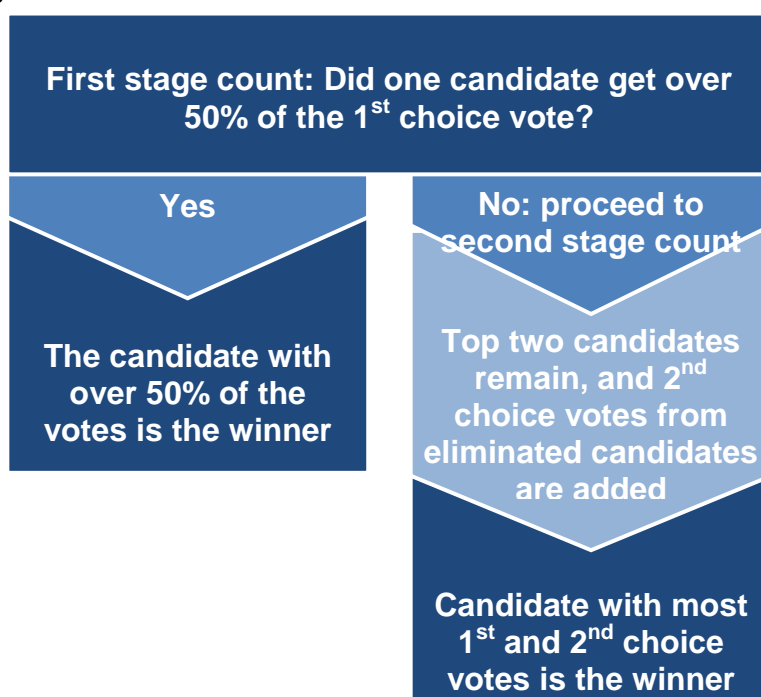 First stage count: Did one candidate get over
50% of the 1st choice vote?
Yes
The candidate with
over 50% of the
votes is the winner
No: proceed to
second stage count
Top two candidates
remain, and 2nd
choice votes from
eliminated candidates
are added
Candidate with most
1st and 2nd choice
votes is the winner